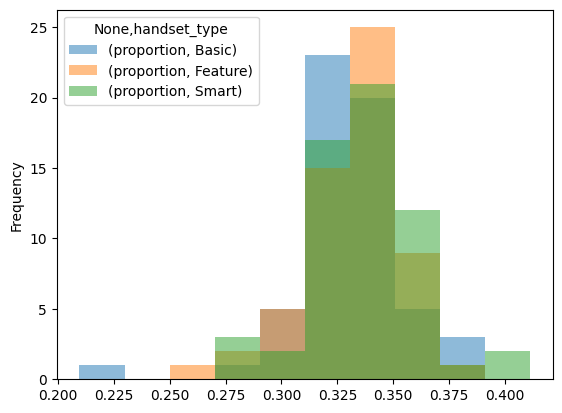 None,handset_type
(proportion, Basic)
(proportion, Feature)
(proportion, Smart)
Frequency
25
20
15
10
5
0
0.200 0.225 0.250 0.275 0.300 0.325 0.350 0.375 0.400